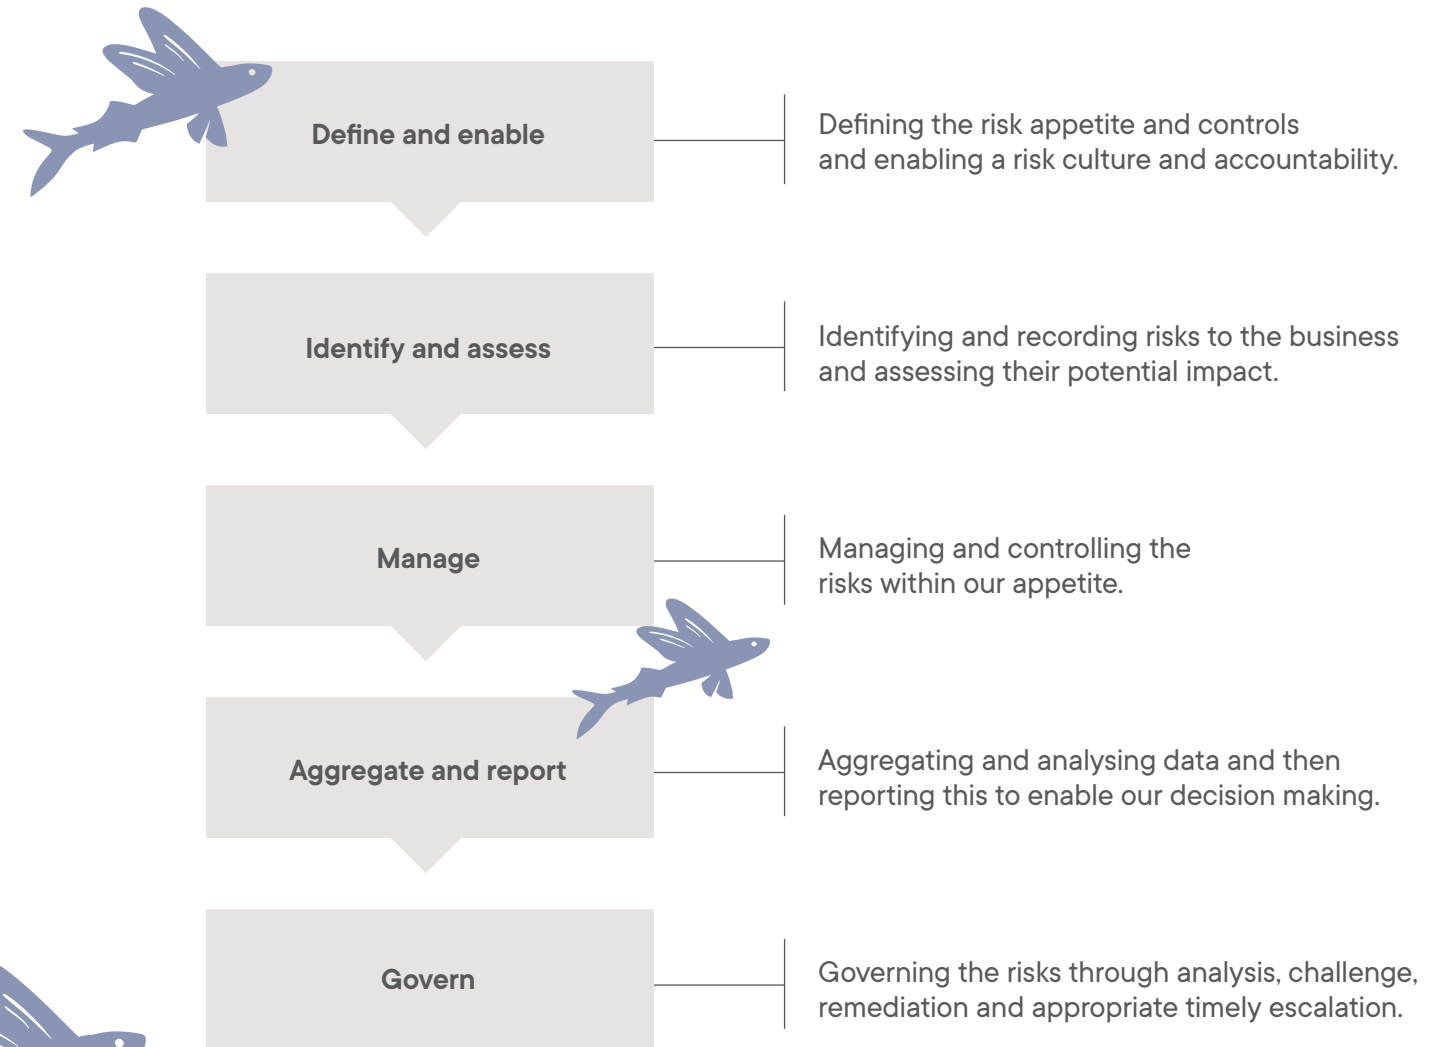 Define and enable
Defining the risk appetite and controls
and enabling a risk culture and accountability.
Identify and assess
Identifying and recording risks to the business
and assessing their potential impact.
Manage
Managing and controlling the
risks within our appetite.
Aggregate and report
Aggregating and analysing data and then
reporting this to enable our decision making.
Govern
Governing the risks through analysis, challenge,
remediation and appropriate timely escalation.